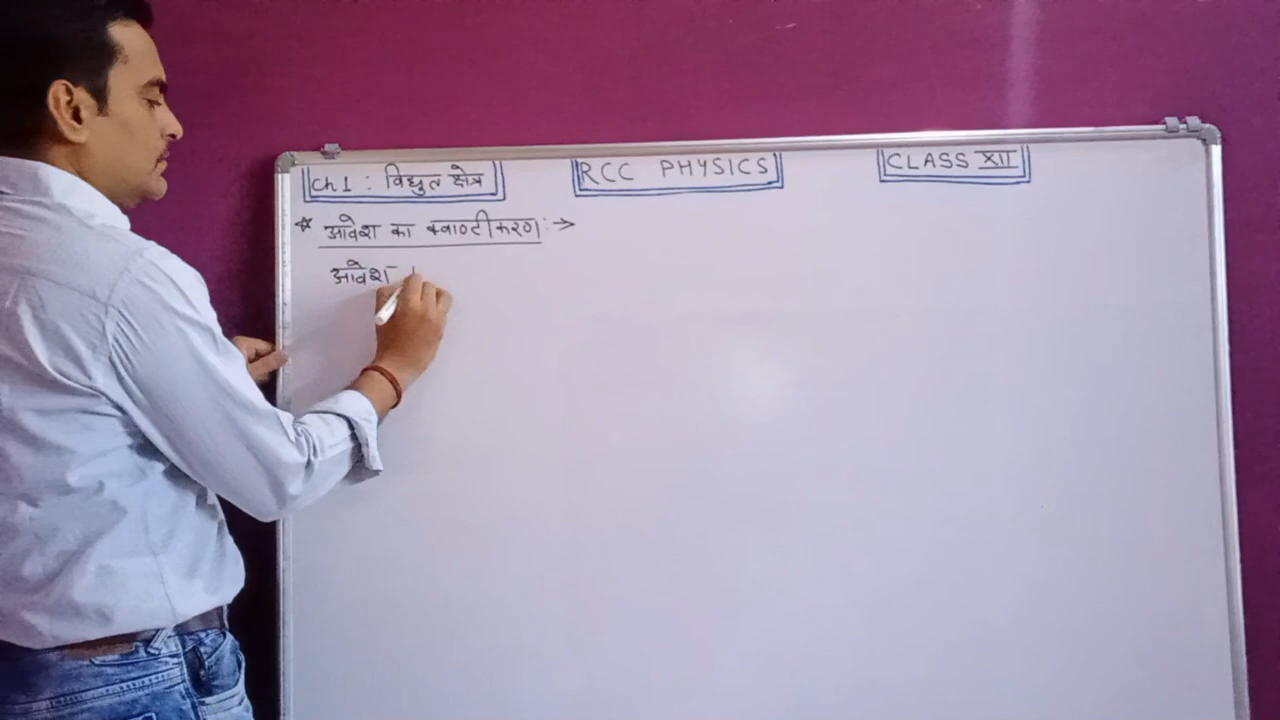 Ch 1 : विद्युत क्षेत्र
RCC PHYSICS
CLASS XII
☆ आवेश का क्वाण्टीकरण :→
आवेश